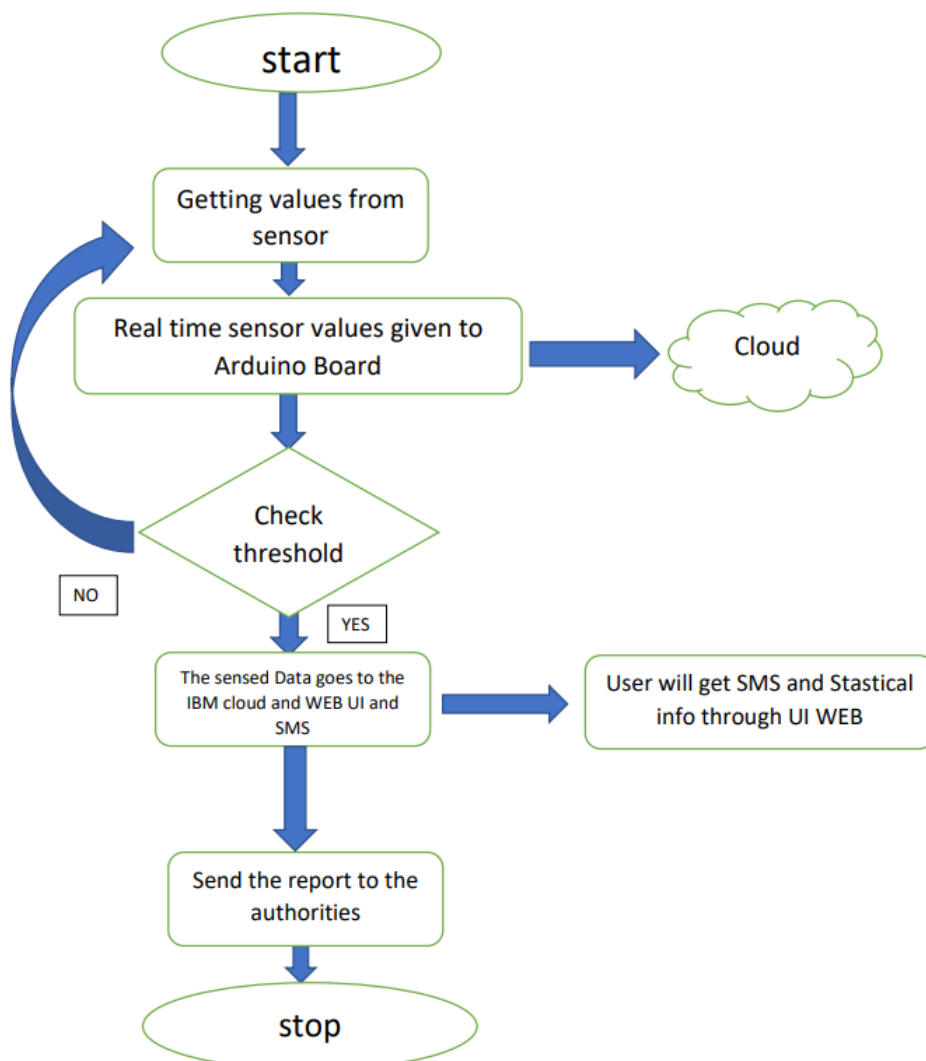 start
Getting values from
sensor
Real time sensor values given to
Arduino Board
Cloud
Check
threshold
NO
YES
The sensed Data goes to the
IBM cloud and WEB UI and
SMS
User will get SMS and Stastical
info through UI WEB
Send the report to the
authorities
stop